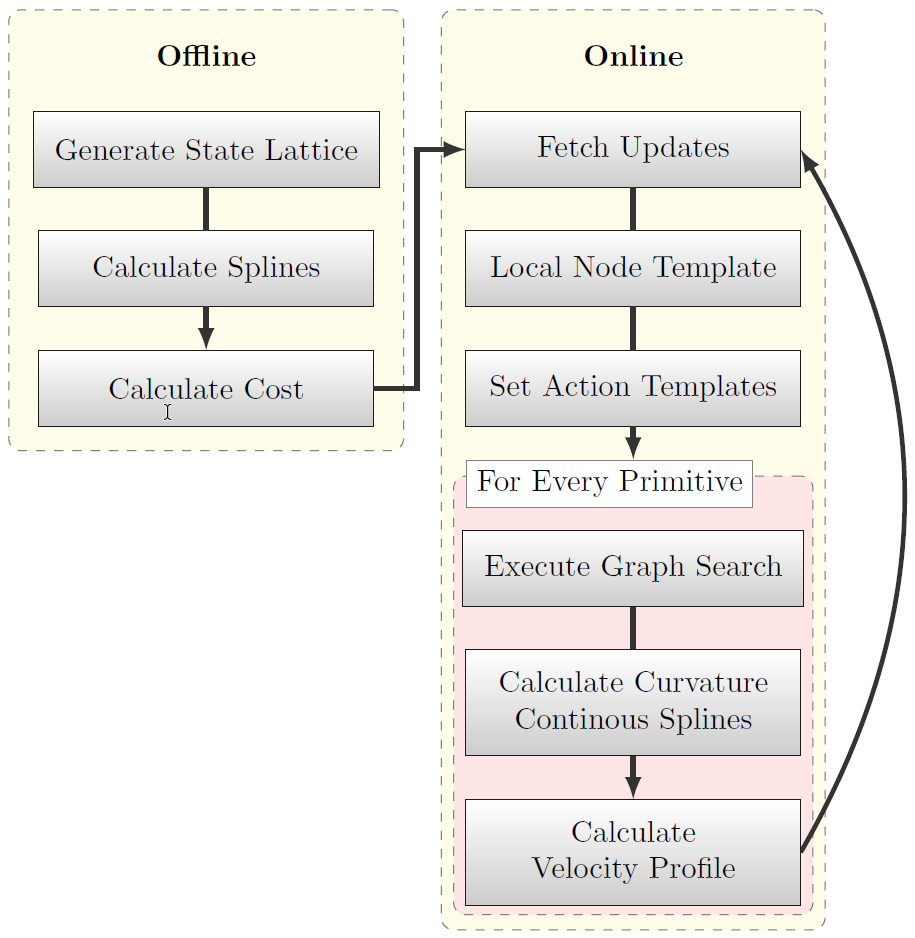 Offline
Generate State Lattice
Calculate Splines
Calculate Cost
Online
Fetch Updates
Local Node Template
Set Action Templates
For Every Primitive
Execute Graph Search
Calculate Curvature
Continous Splines
Calculate
Velocity Profile